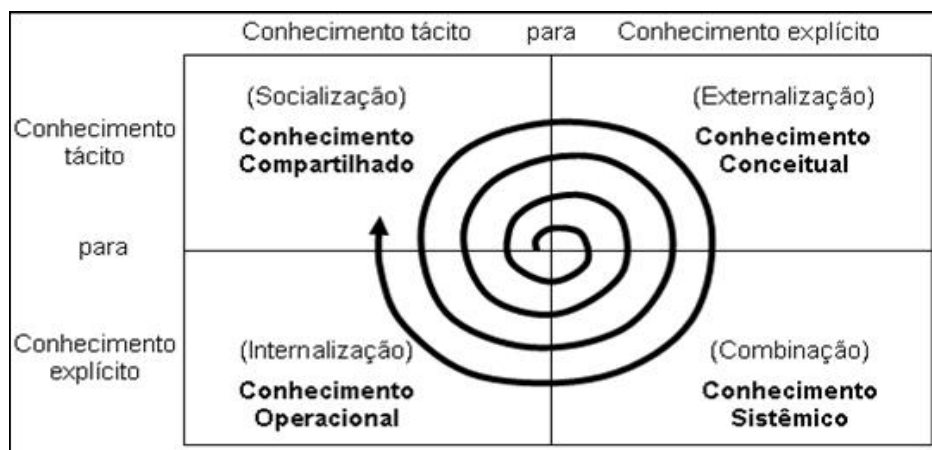 Conhecimento tácito para Conhecimento explícito
Conhecimento
tácito
(Socialização)
Conhecimento
Compartilhado
(Externalização)
Conhecimento
Conceitual
para
Conhecimento
explícito
(Internalização)
Conhecimento
Operacional
(Combinação)
Conhecimento
Sistêmico